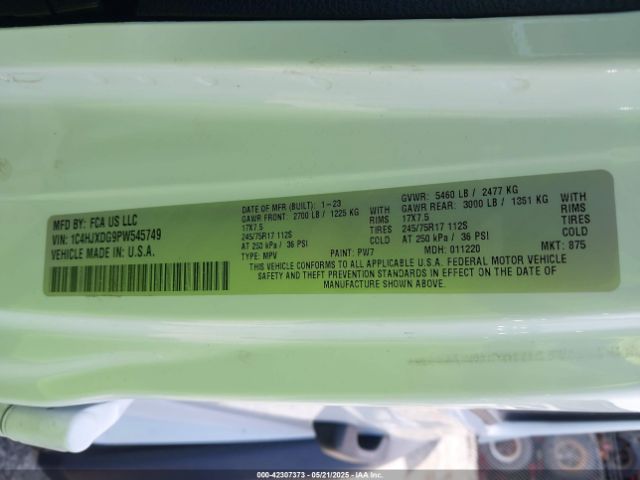 MFD BY: FCA US LLC
VIN: 1C4HJXDG9PW545749
VEHICLE MADE IN U.S.A.
DATE OF MFR (BUILT): 1-23
GAWR FRONT: 2700 LB / 1225 KG
17X7.5
245/75R17 112S
AT 250 kPa / 36 PSI
TYPE: MPV
WITH
RIMS
TIRES
COLD
PAINT: PW7
GVWR: 5460 LB / 2477 KG
GAWR REAR: 3000 LB / 1351 KG
17X7.5
245/75R17 112S
AT 250 kPa / 36 PSI
MDH: 011220
WITH
RIMS
TIRES
COLD
MKT: 875
THIS VEHICLE CONFORMS TO ALL APPLICABLE U.S.A. FEDERAL MOTOR VEHICLE
SAFETY AND THEFT PREVENTION STANDARDS IN EFFECT ON THE DATE OF
MANUFACTURE SHOWN ABOVE.
000-42307373 - 05/21/2025 - IAAI.COM